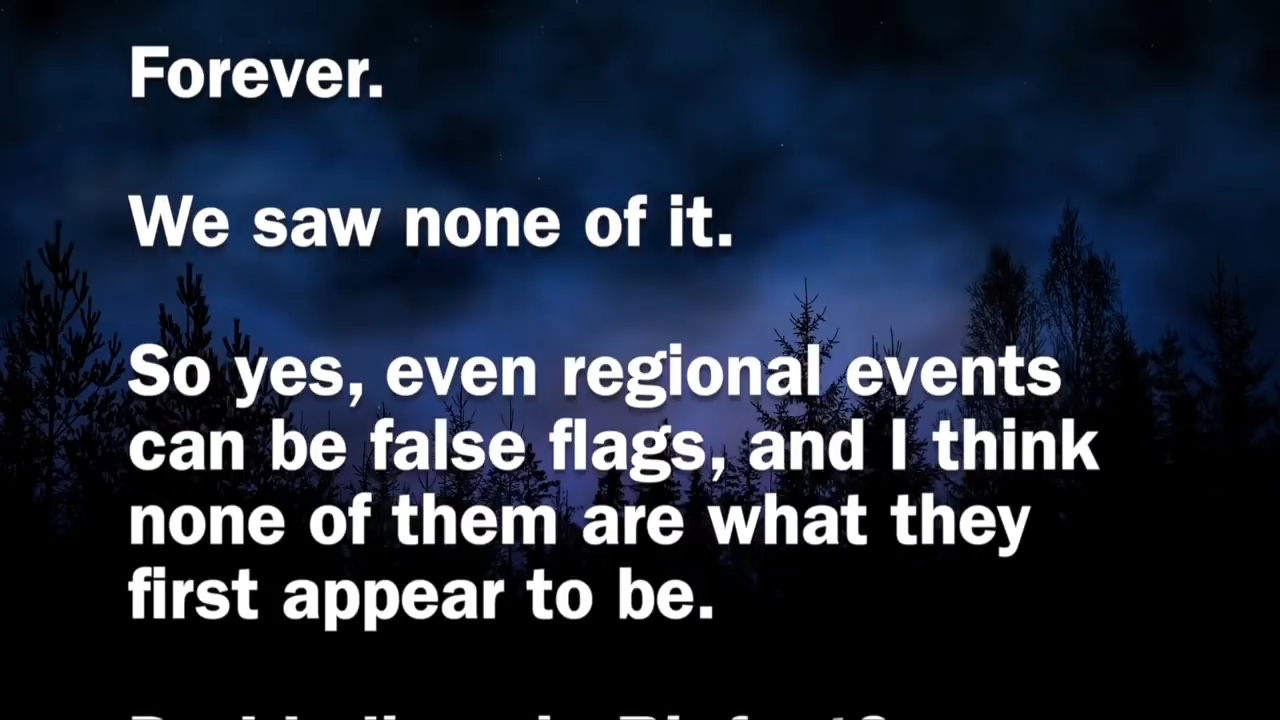 Forever.
We saw none of it.
So yes, even regional events
can be false flags, and I think
none of them are what they
first appear to be.